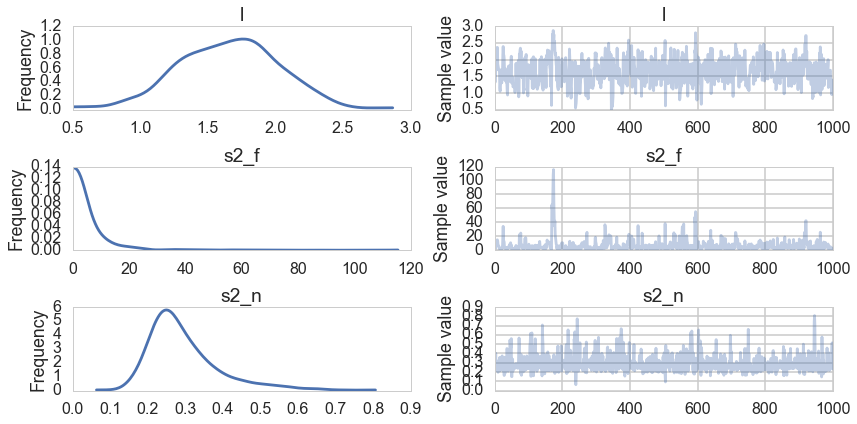 l
Frequency
1.2
1.0
0.8
0.6
0.4
0.2
0.0
0.5 1.0 1.5 2.0 2.5 3.0
l
Sample value
3.0
2.5
2.0
1.5
1.0
0.5
0 200 400 600 800 1000
s2_f
Frequency
0.14
0.12
0.10
0.08
0.06
0.04
0.02
0.00
0 20 40 60 80 100 120
s2_f
Sample value
120
100
80
60
40
20
0
0 200 400 600 800 1000
s2_n
Frequency
6
5
4
3
2
1
0
0.0 0.1 0.2 0.3 0.4 0.5 0.6 0.7 0.8 0.9
s2_n
Sample value
0.9
0.8
0.7
0.6
0.5
0.4
0.3
0.2
0.1
0.0
0 200 400 600 800 1000